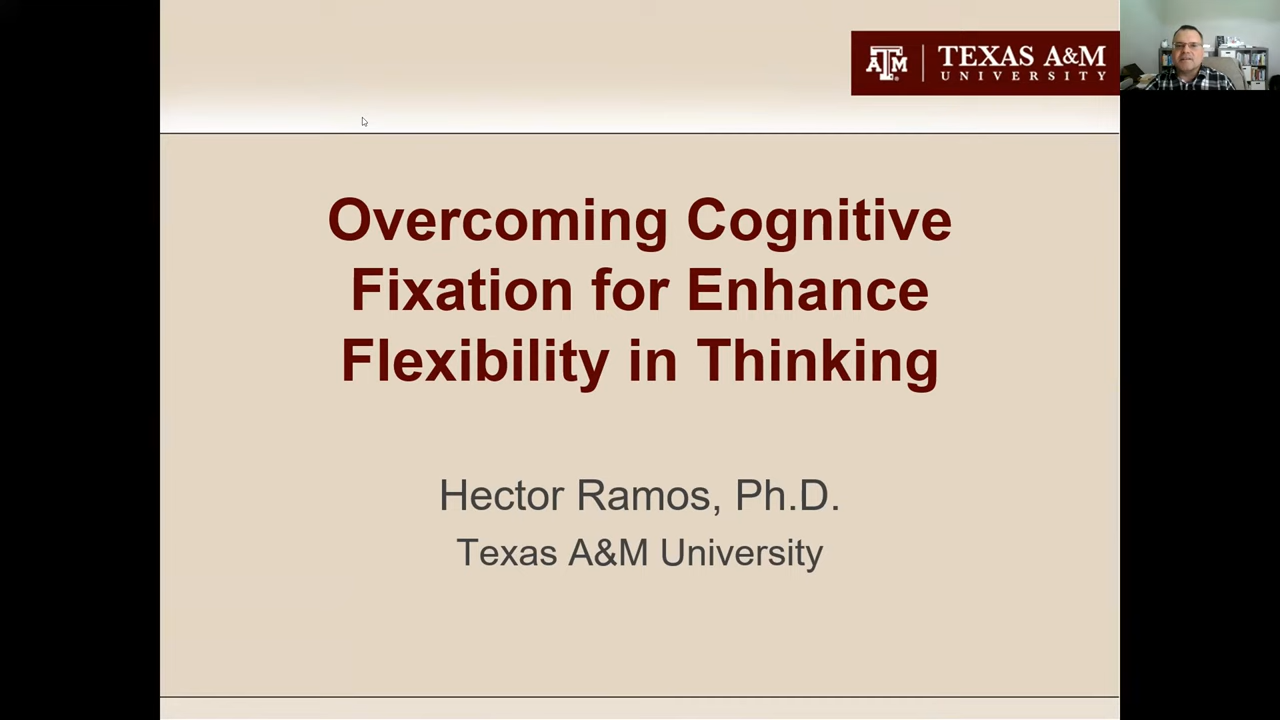 TEXAS A&M
UNIVERSITY
Overcoming Cognitive
Fixation for Enhance
Flexibility in Thinking
Hector Ramos, Ph.D.
Texas A&M University